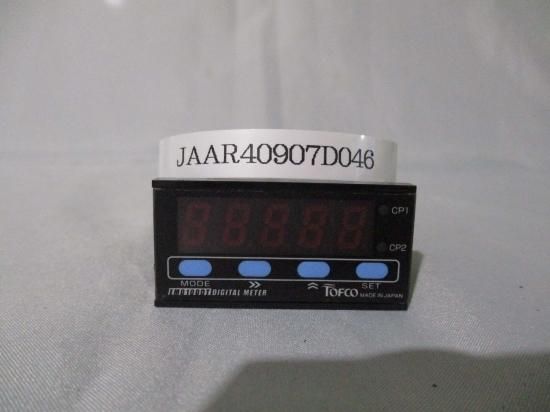 JAAR40907D046
CP1
CP2
MODE SET
DIGITAL METER TOFCO MADE IN JAPAN